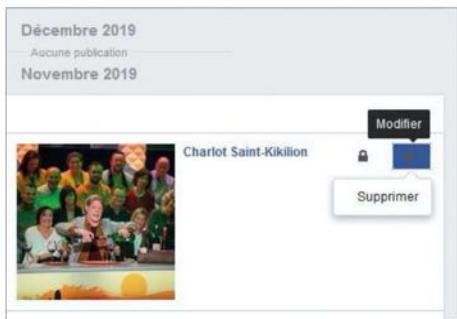 Décembre 2019
Aucune publication
Novembre 2019
Modifier
Charlot Saint-Kikilion
Supprimer